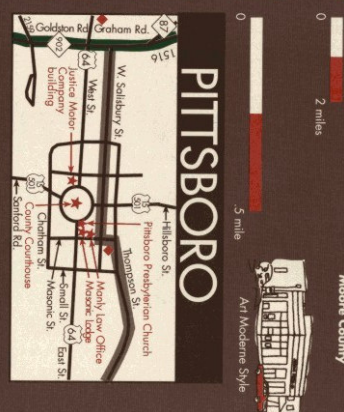 Moore County
0
2 miles
0
.5 mile
Art Moderne Style
PITTSBORO
Goldston Rd.
Graham Rd.
87
902
1516
64
W. Salisbury St.
West St.
Justice Motor
Company
building
15
501
Hillsboro St.
Pittsboro Presbyterian Church
Thompson St.
Manly Law Office
Masonic Lodge
County Courthouse
Chatham St.
15
501
Sanford Rd.
Small St.
Masonic St.
64
East St.